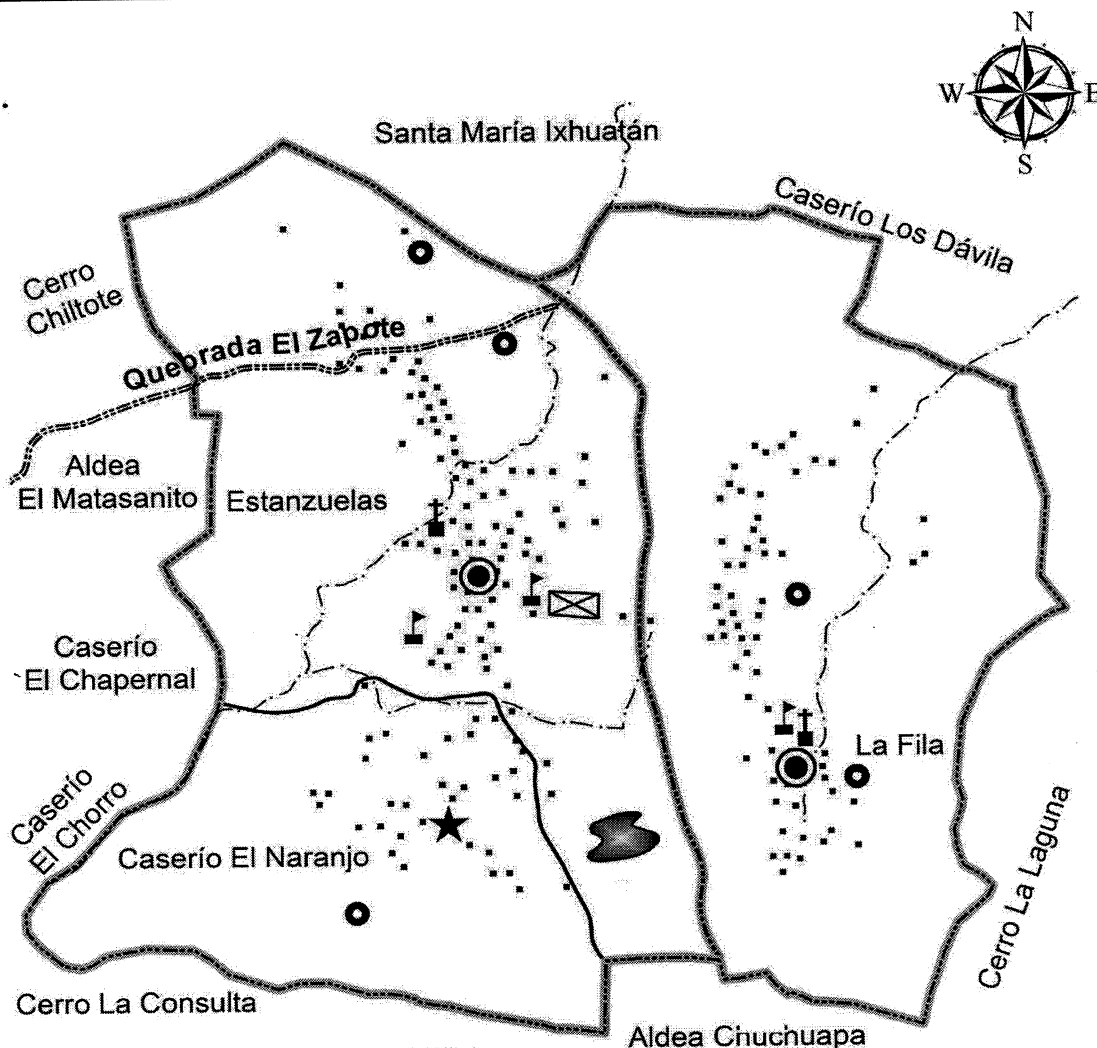 N
W E
S
Santa María Ixhuatán
Caserío Los Dávila
Cerro
Chiltote
Quebrada El Zapote
Aldea
El Matasanito
Estanzuelas
Caserío
El Chapernal
La Fila
Caserío
El Chorro
Caserío El Naranjo
Cerro La Laguna
Cerro La Consulta
Aldea Chuchuapa